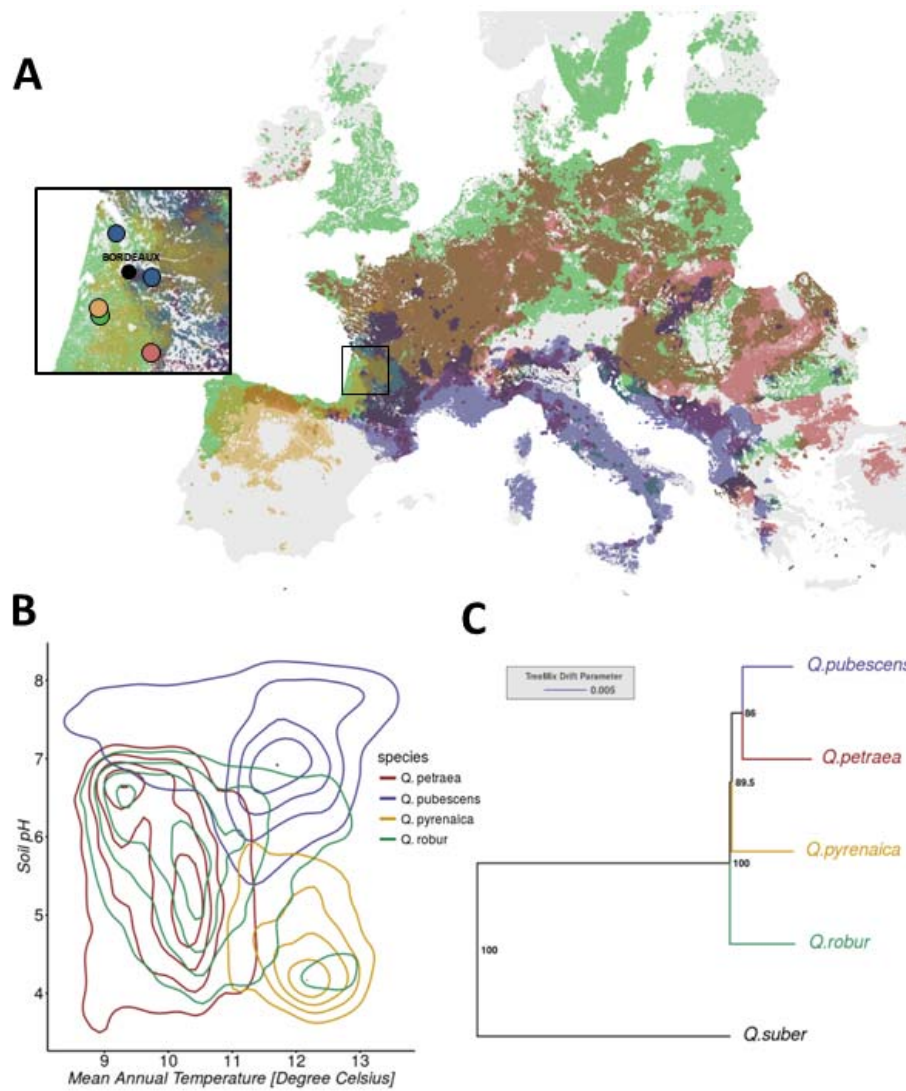 A
BORDEAUX
B
8
7
6
5
4
Soil pH
9 10 11 12 13
Mean Annual Temperature [Degree Celsius]
species
Q. petraea
Q. pubescens
Q. pyrenaica
Q. robur
C
TreeMix Drift Parameter
0.005
Q.pubescens
86
Q.petraea
89.5
Q.pyrenaica
100
Q.robur
100
Q.suber